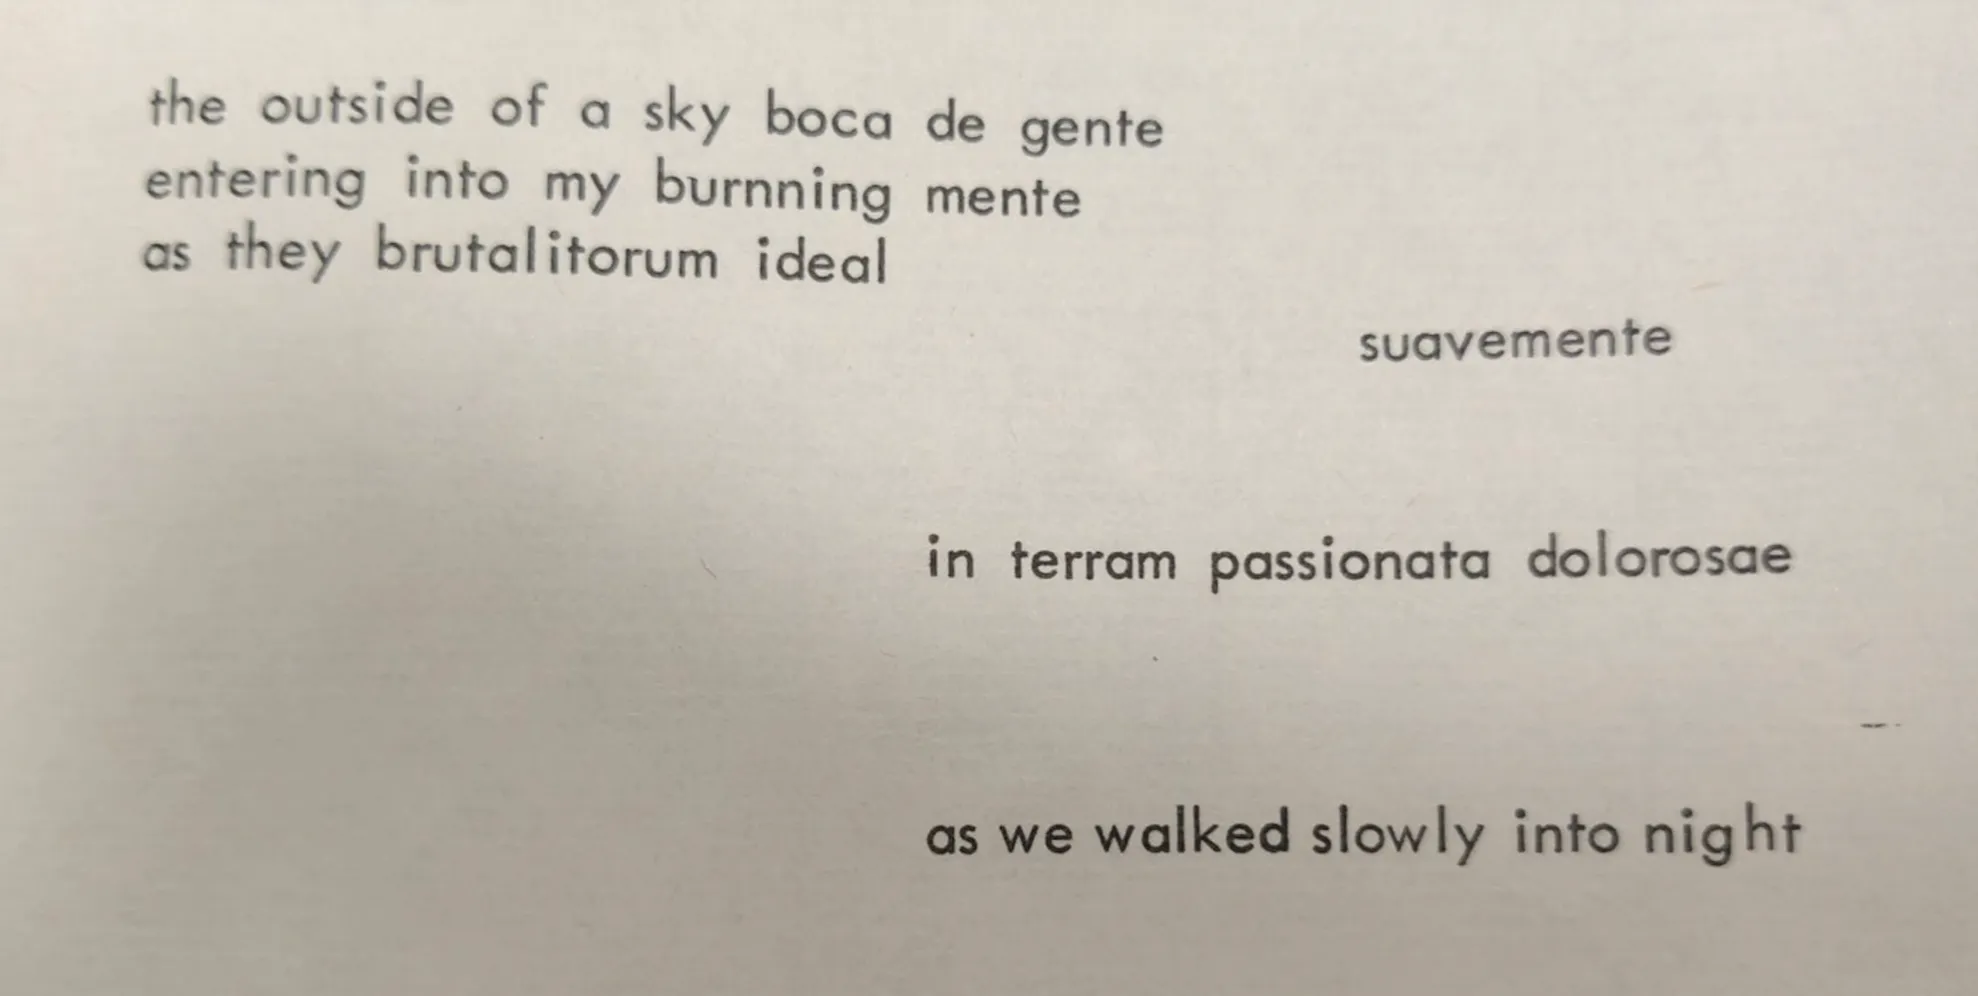 the outside of a sky boca de gente
entering into my burnning mente
as they brutalitorum ideal
suavemente
in terram passionata dolorosae
as we walked slowly into night